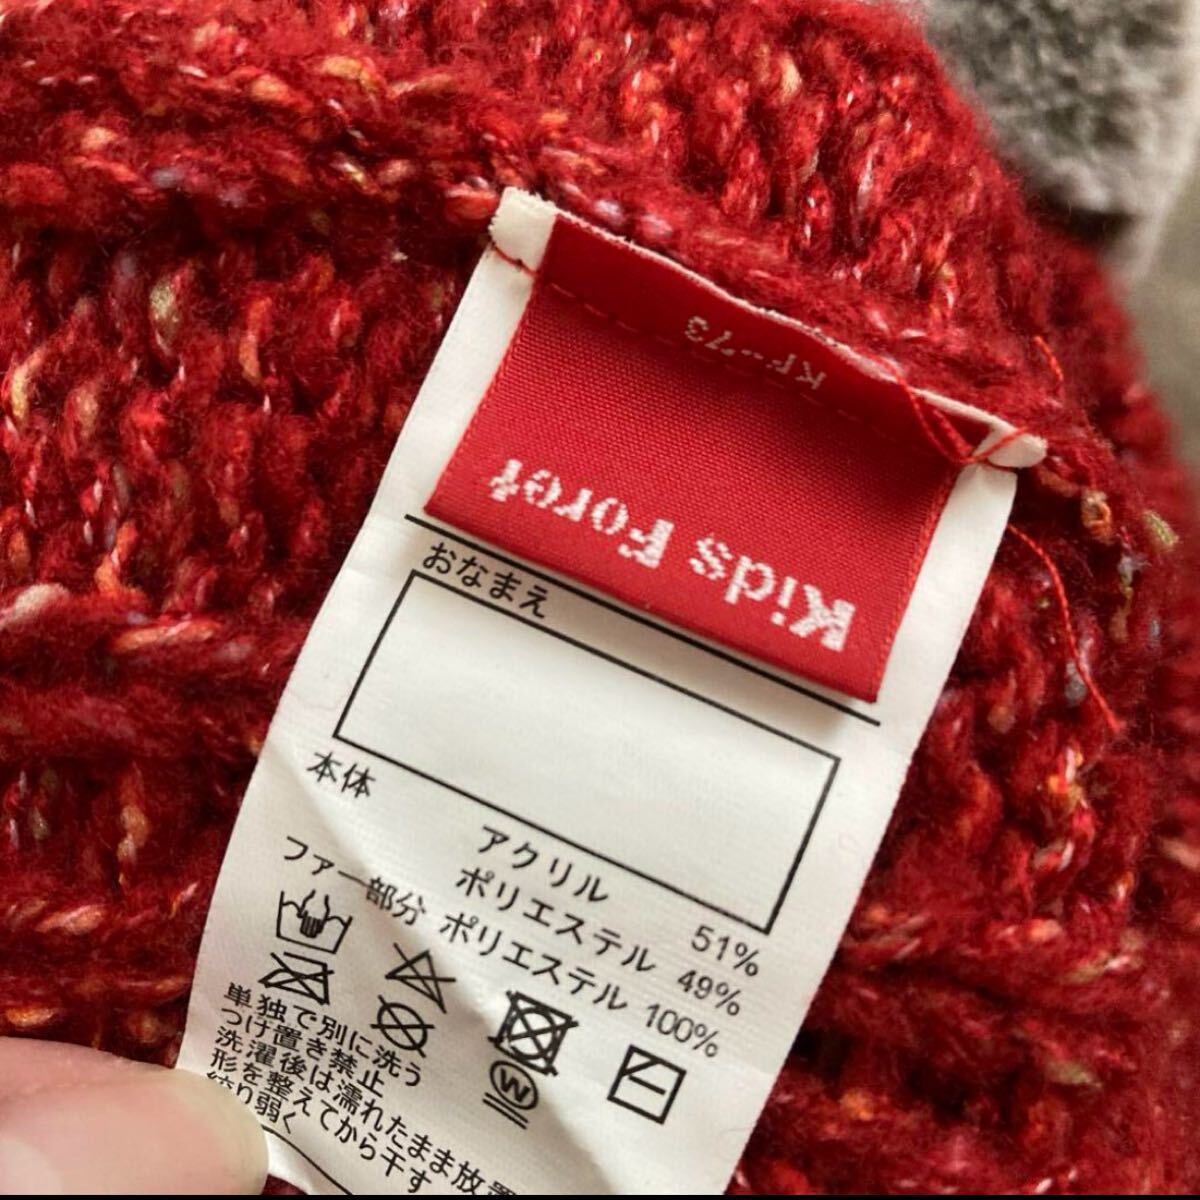 KF-73
Kids Foret
おなまえ
本体
アクリル 51%
ポリエステル 49%
ファー部分 ポリエステル 100%
W
単独で別に洗う
つけ置き禁止
洗濯後は濡れたまま放置
形を整えてから干す
絞り弱く